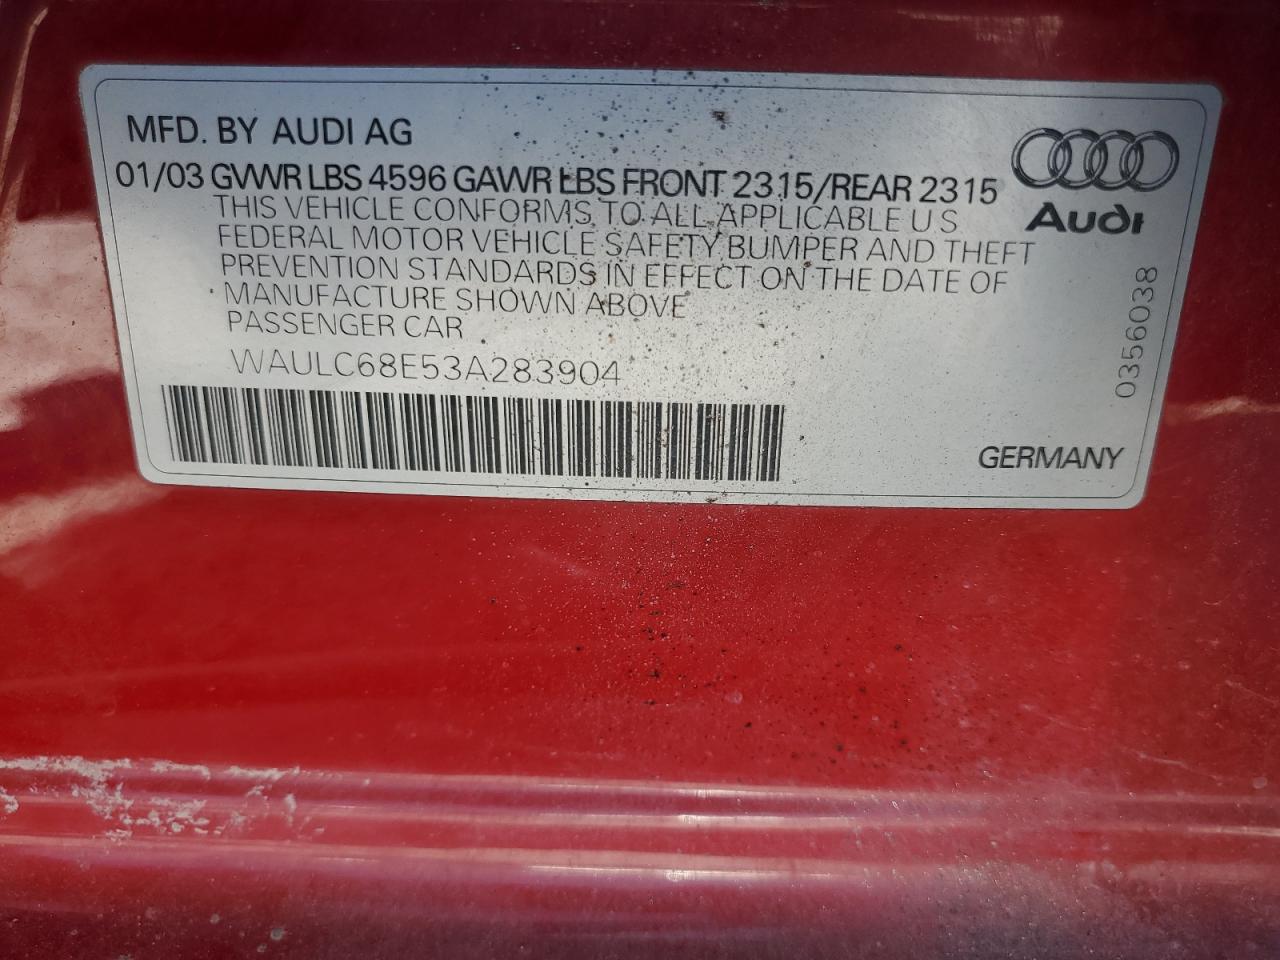 MFD. BY AUDI AG
01/03 GVWR LBS 4596 GAWR LBS FRONT 2315/REAR 2315
THIS VEHICLE CONFORMS TO ALL APPLICABLE U.S
FEDERAL MOTOR VEHICLE SAFETY BUMPER AND THEFT
PREVENTION STANDARDS IN EFFECT ON THE DATE OF
MANUFACTURE SHOWN ABOVE
PASSENGER CAR
WAULC68E53A283904
Audi
0356038
GERMANY